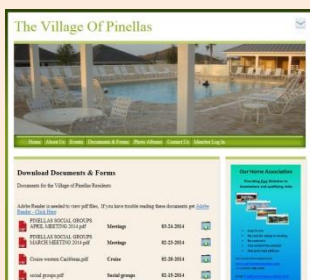 The Village Of Pinellas
Home About Us Events Documents & Forms Photo Albums Contact Us Member Log In
Download Documents & Forms
Documents for the Village of Pinellas Residents
Adobe Reader is needed to view pdf files, If you have trouble reading these documents get Adobe
Reader - Click Here
PINELLAS SOCIAL GROUPS
APRIL MEETING 2014.pdf Meetings 03-24-2014
PINELLAS SOCIAL GROUPS
MARCH MEETING 2014.pdf Meetings 02-25-2014
Cruise western Caribbean.pdf Cruise 02-20-2014
social groups.pdf Social groups 02-15-2014
Our Home Association